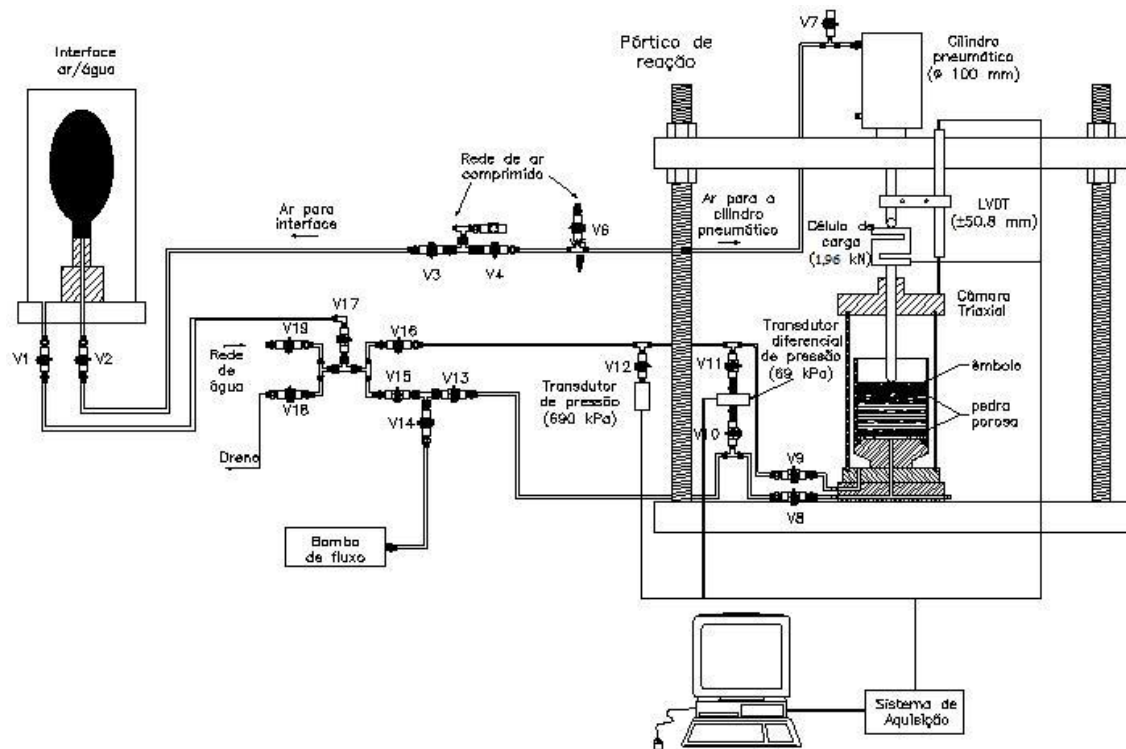 V7
Pórtico de
reação
Cilindro
pneumático
(ø 100 mm)
Interface
ar/água
Rede de ar
comprimido
V6
Ar para
interface
Ar para o
cilindro
pneumático
V3
V4
LVDT
(±50.8 mm)
Célula de
carga
(1,96 kN)
Câmara
Triaxial
V1
V2
V17
V19
V16
Rede
de
água
V12
V11
Transdutor
diferencial
de pressão
(69 kPa)
êmbolo
pedra
porosa
V15
V13
V18
V14
Transdutor
de pressão
(690 kPa)
V10
Dreno
V9
V8
Bomba
de fluxo
Sistema de
Aquisição